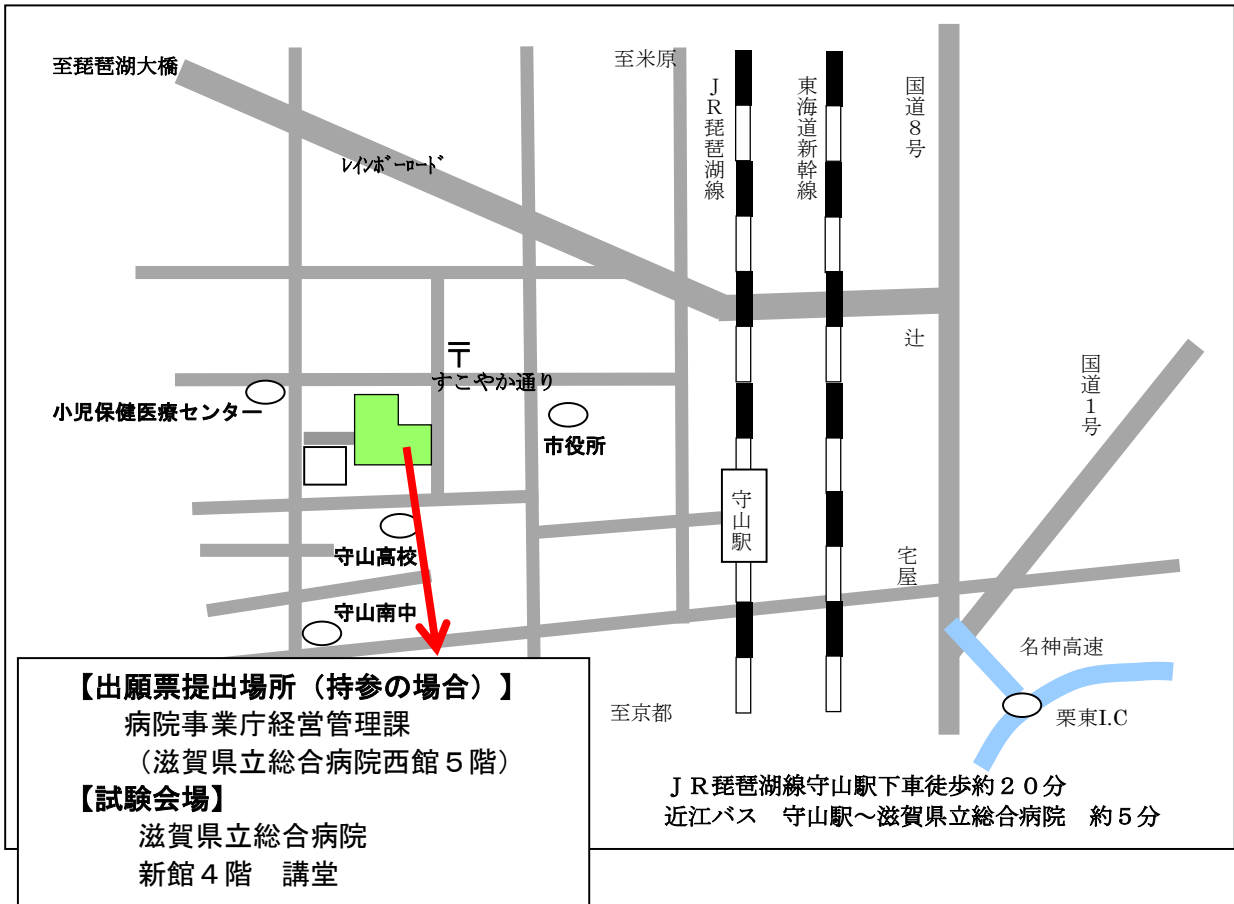 至琵琶湖大橋
至米原
ＪＲ琵琶湖線
東海道新幹線
国道８号
ﾚｲﾝﾎﾞｰﾛｰﾄﾞ
辻
国道１号
〒
すこやか通り
小児保健医療センター
市役所
守山駅
守山高校
宅屋
守山南中
名神高速
栗東I.C
至京都
【出願票提出場所（持参の場合）】
病院事業庁経営管理課
（滋賀県立総合病院西館５階）
【試験会場】
滋賀県立総合病院
新館４階　講堂
ＪＲ琵琶湖線守山駅下車徒歩約２０分
近江バス　守山駅～滋賀県立総合病院　約５分